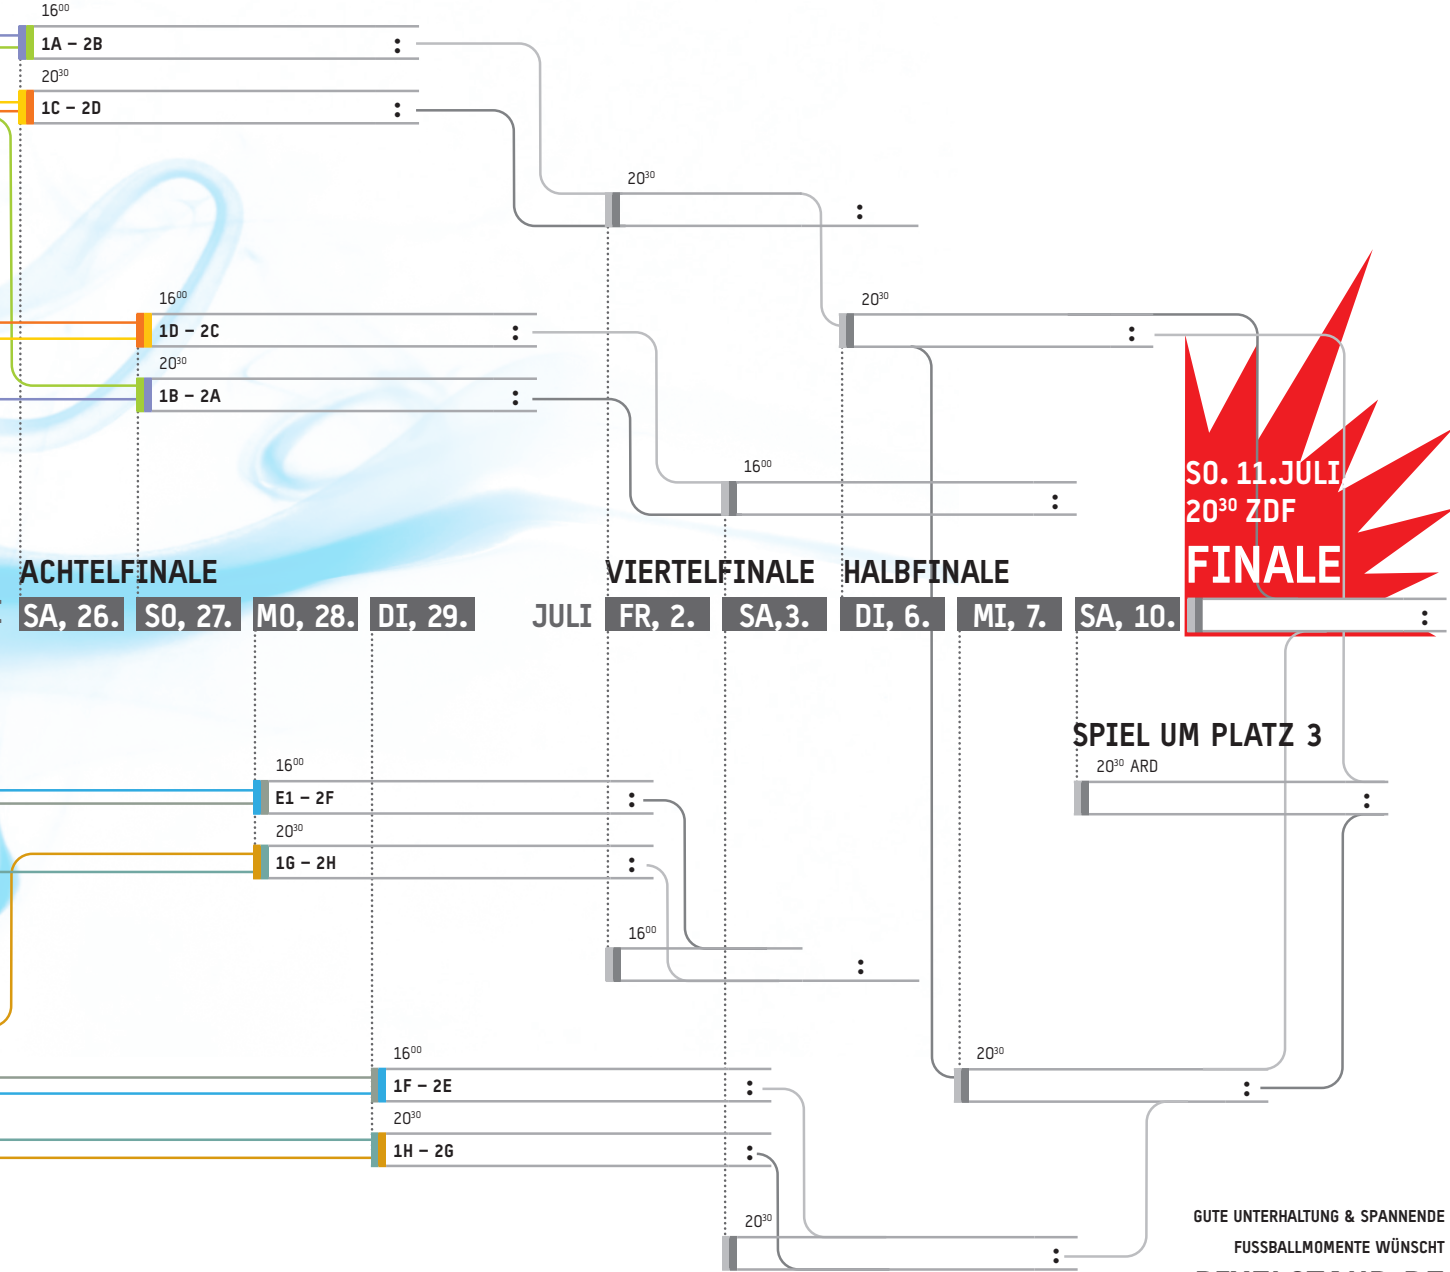 16⁰⁰
1A – 2B :
20³⁰
1C – 2D :
20³⁰
:
16⁰⁰
1D – 2C :
20³⁰
1B – 2A :
20³⁰
:
16⁰⁰
:
SO. 11.JULI
20³⁰ ZDF
FINALE
:
ACHTELFINALE
VIERTELFINALE
HALBFINALE
SA, 26. SO, 27. MO, 28. DI, 29. JULI FR, 2. SA,3. DI, 6. MI, 7. SA, 10.
SPIEL UM PLATZ 3
20³⁰ ARD
:
16⁰⁰
E1 – 2F :
20³⁰
1G – 2H :
16⁰⁰
:
16⁰⁰
1F – 2E :
20³⁰
1H – 2G :
20³⁰
:
20³⁰
:
GUTE UNTERHALTUNG & SPANNENDE
FUSSBALLMOMENTE WÜNSCHT